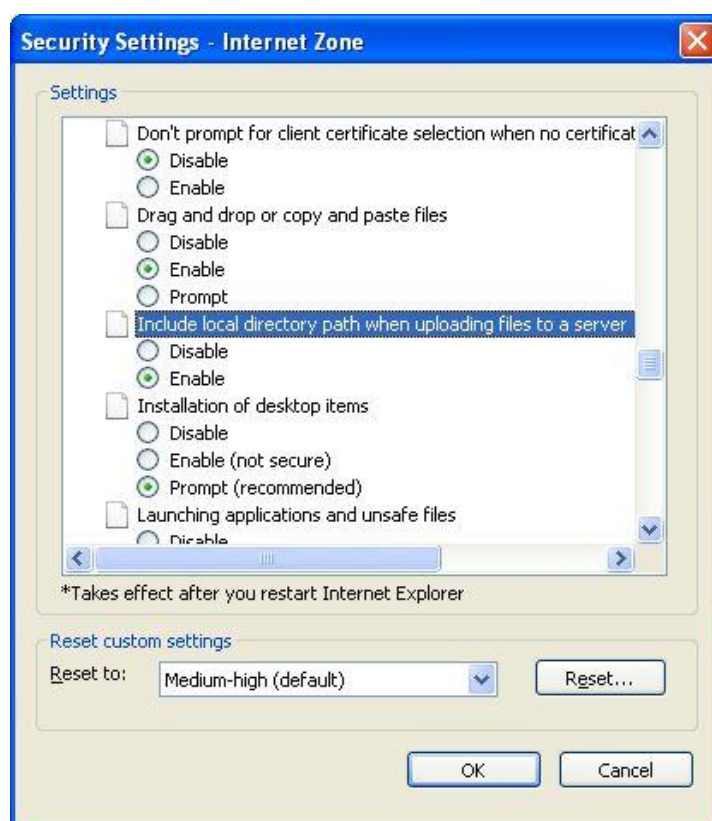 Security Settings - Internet Zone
Settings
Don't prompt for client certificate selection when no certificat
Disable
Enable
Drag and drop or copy and paste files
Disable
Enable
Prompt
Include local directory path when uploading files to a server
Disable
Enable
Installation of desktop items
Disable
Enable (not secure)
Prompt (recommended)
Launching applications and unsafe files
Disable
*Takes effect after you restart Internet Explorer
Reset custom settings
Reset to: Medium-high (default) Reset...
OK Cancel